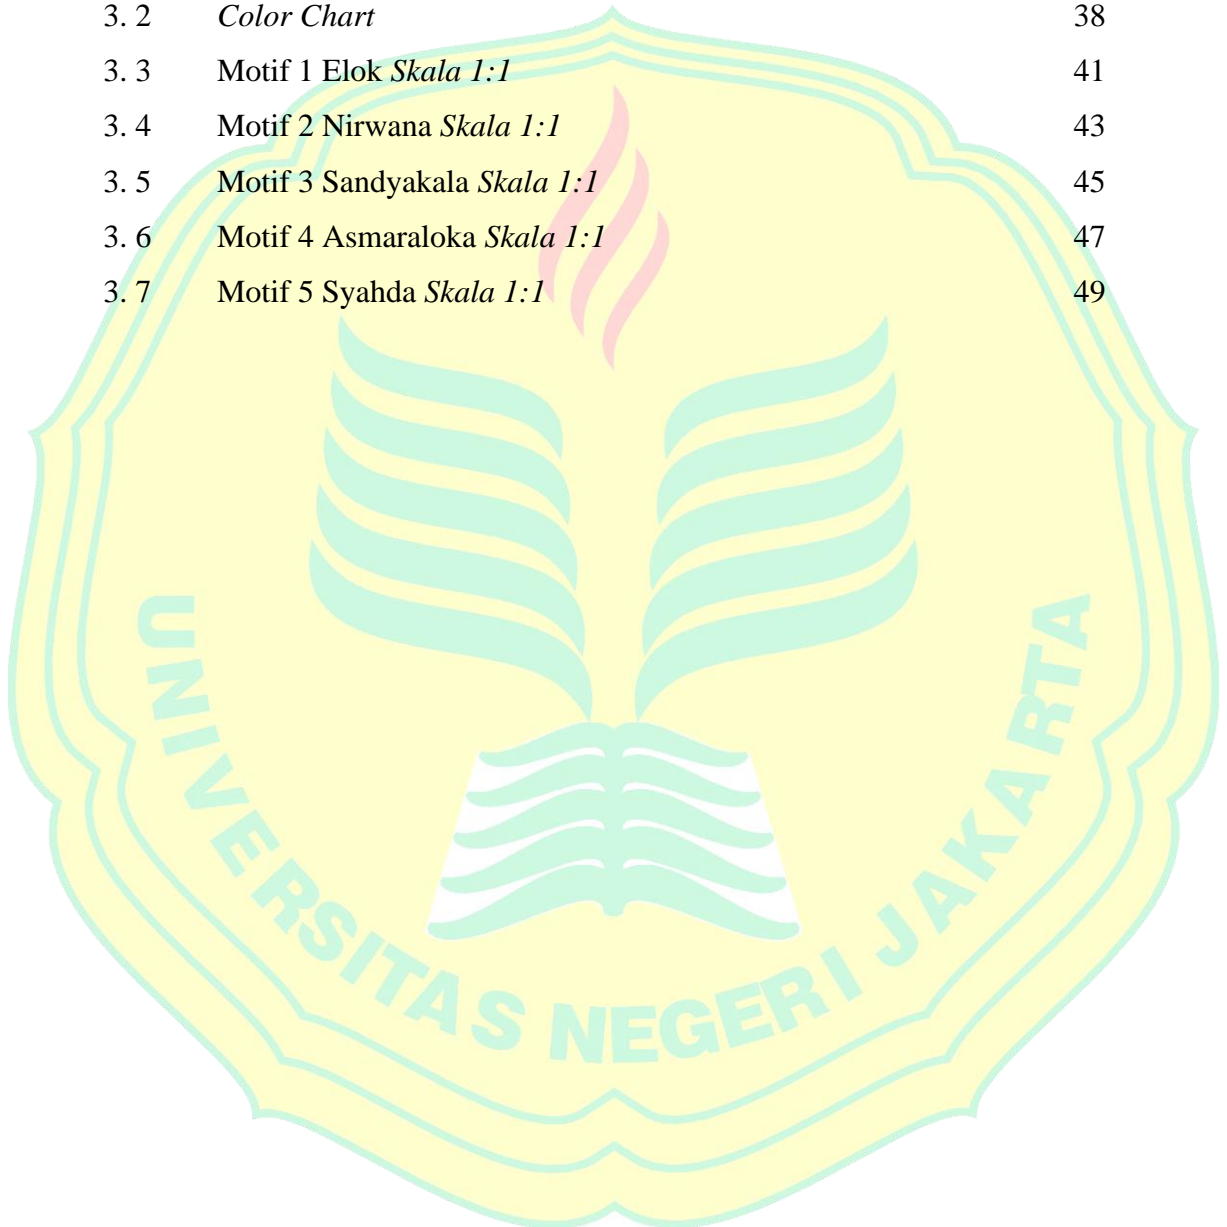 3. 2 Color Chart 38
3. 3 Motif 1 Elok Skala 1:1 41
3. 4 Motif 2 Nirwana Skala 1:1 43
3. 5 Motif 3 Sandyakala Skala 1:1 45
3. 6 Motif 4 Asmaraloka Skala 1:1 47
3. 7 Motif 5 Syahda Skala 1:1 49
UNIVERSITAS NEGERI JAKARTA